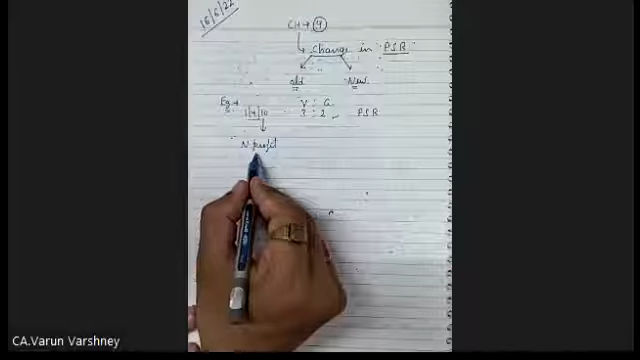 16/6/22
CH → 4
Change in PSR
old New
Eg → V : G
1/4/20 3 : 2 PSR
N profit
CA.Varun Varshney